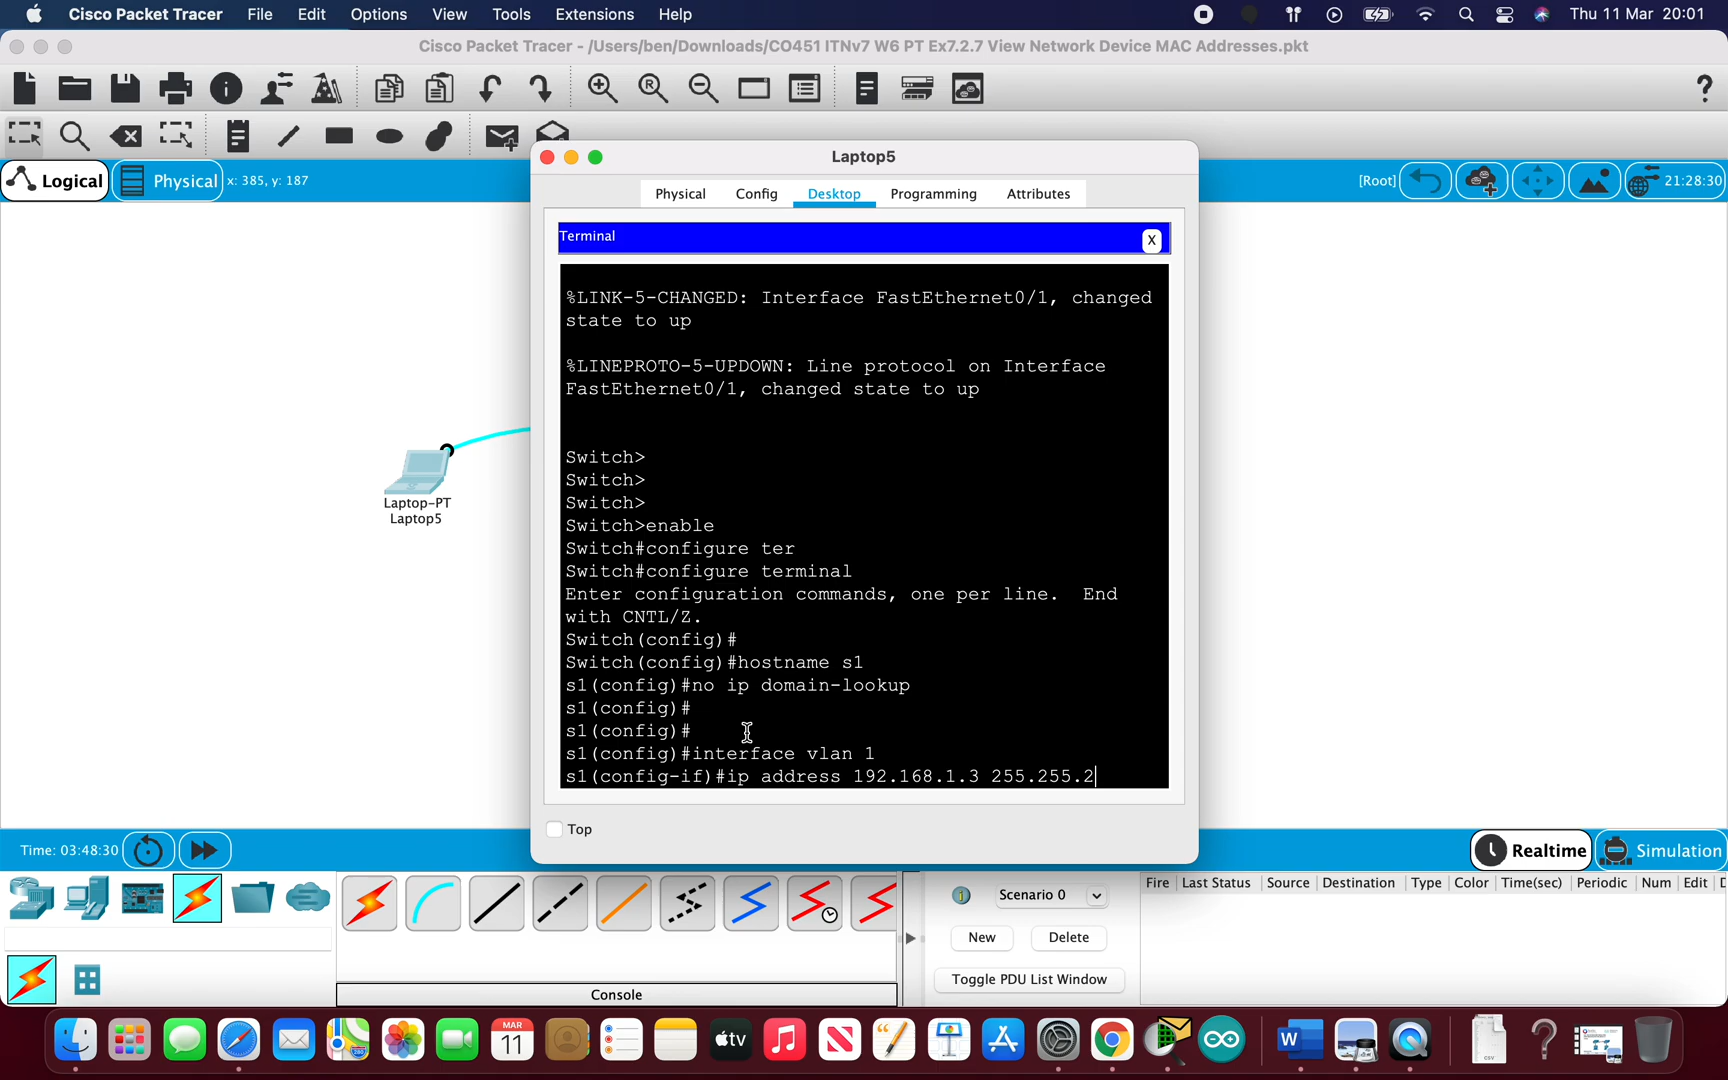 Cisco Packet Tracer File Edit Options View Tools Extensions Help Thu 11 Mar 20:01
Cisco Packet Tracer - /Users/ben/Downloads/CO451 ITNv7 W6 PT Ex7.2.7 View Network Device MAC Addresses.pkt
Logical Physical x: 385, y: 187 [Root] 21:28:30
Laptop5
Physical Config Desktop Programming Attributes
Terminal X
%LINK-5-CHANGED: Interface FastEthernet0/1, changed
state to up
%LINEPROTO-5-UPDOWN: Line protocol on Interface
FastEthernet0/1, changed state to up
Switch>
Switch>
Switch>
Switch>enable
Switch#configure ter
Switch#configure terminal
Enter configuration commands, one per line.  End
with CNTL/Z.
Switch(config)#
Switch(config)#hostname s1
s1(config)#no ip domain-lookup
s1(config)#
s1(config)#
s1(config)#interface vlan 1
s1(config-if)#ip address 192.168.1.3 255.255.2
Top
Laptop-PT
Laptop5
Time: 03:48:30 Realtime Simulation
Scenario 0
New Delete
Toggle PDU List Window
Fire Last Status Source Destination Type Color Time(sec) Periodic Num Edit
Console
MAR
11
tv
W
CSV